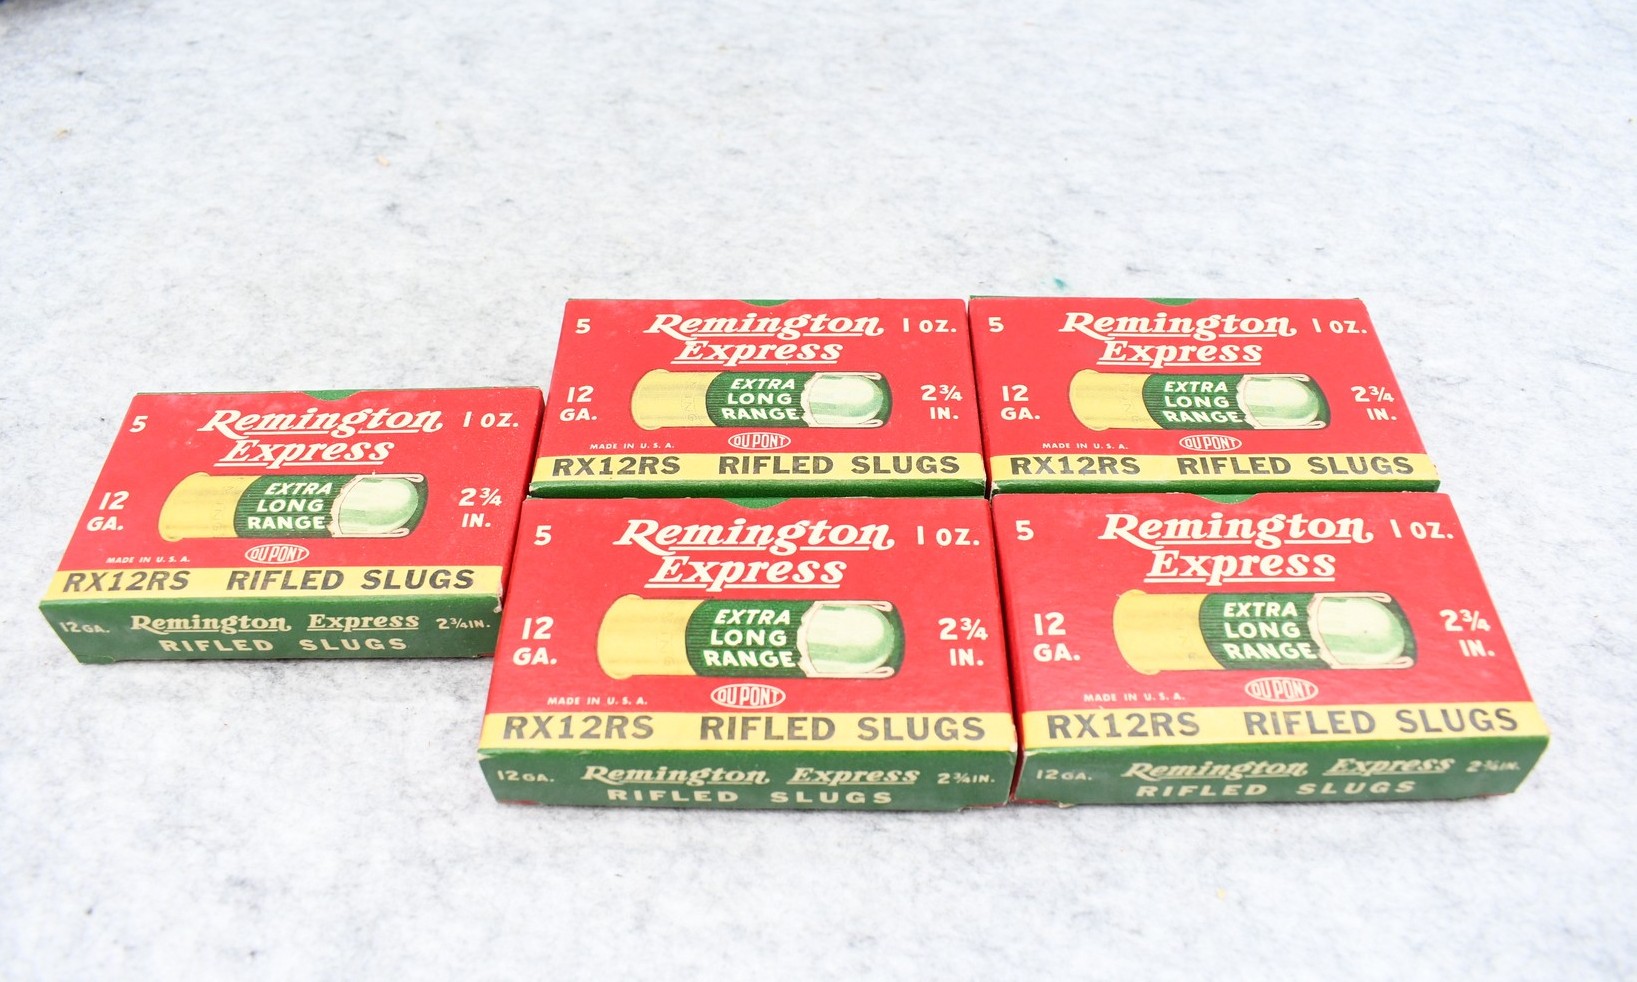 5 Remington 1 OZ.
Express
12 GA. EXTRA LONG RANGE 2¾ IN.
MADE IN U.S.A. DU PONT
RX12RS RIFLED SLUGS
12 GA. Remington Express 2¾ IN.
RIFLED SLUGS
5 Remington 1 OZ.
Express
12 GA. EXTRA LONG RANGE 2¾ IN.
MADE IN U.S.A. DU PONT
RX12RS RIFLED SLUGS
5 Remington 1 OZ.
Express
12 GA. EXTRA LONG RANGE 2¾ IN.
MADE IN U.S.A. DU PONT
RX12RS RIFLED SLUGS
5 Remington 1 OZ.
Express
12 GA. EXTRA LONG RANGE 2¾ IN.
MADE IN U.S.A. DU PONT
RX12RS RIFLED SLUGS
12 GA. Remington Express 2¾ IN.
RIFLED SLUGS
5 Remington 1 OZ.
Express
12 GA. EXTRA LONG RANGE 2¾ IN.
MADE IN U.S.A. DU PONT
RX12RS RIFLED SLUGS
12 GA. Remington Express 2¾ IN.
RIFLED SLUGS